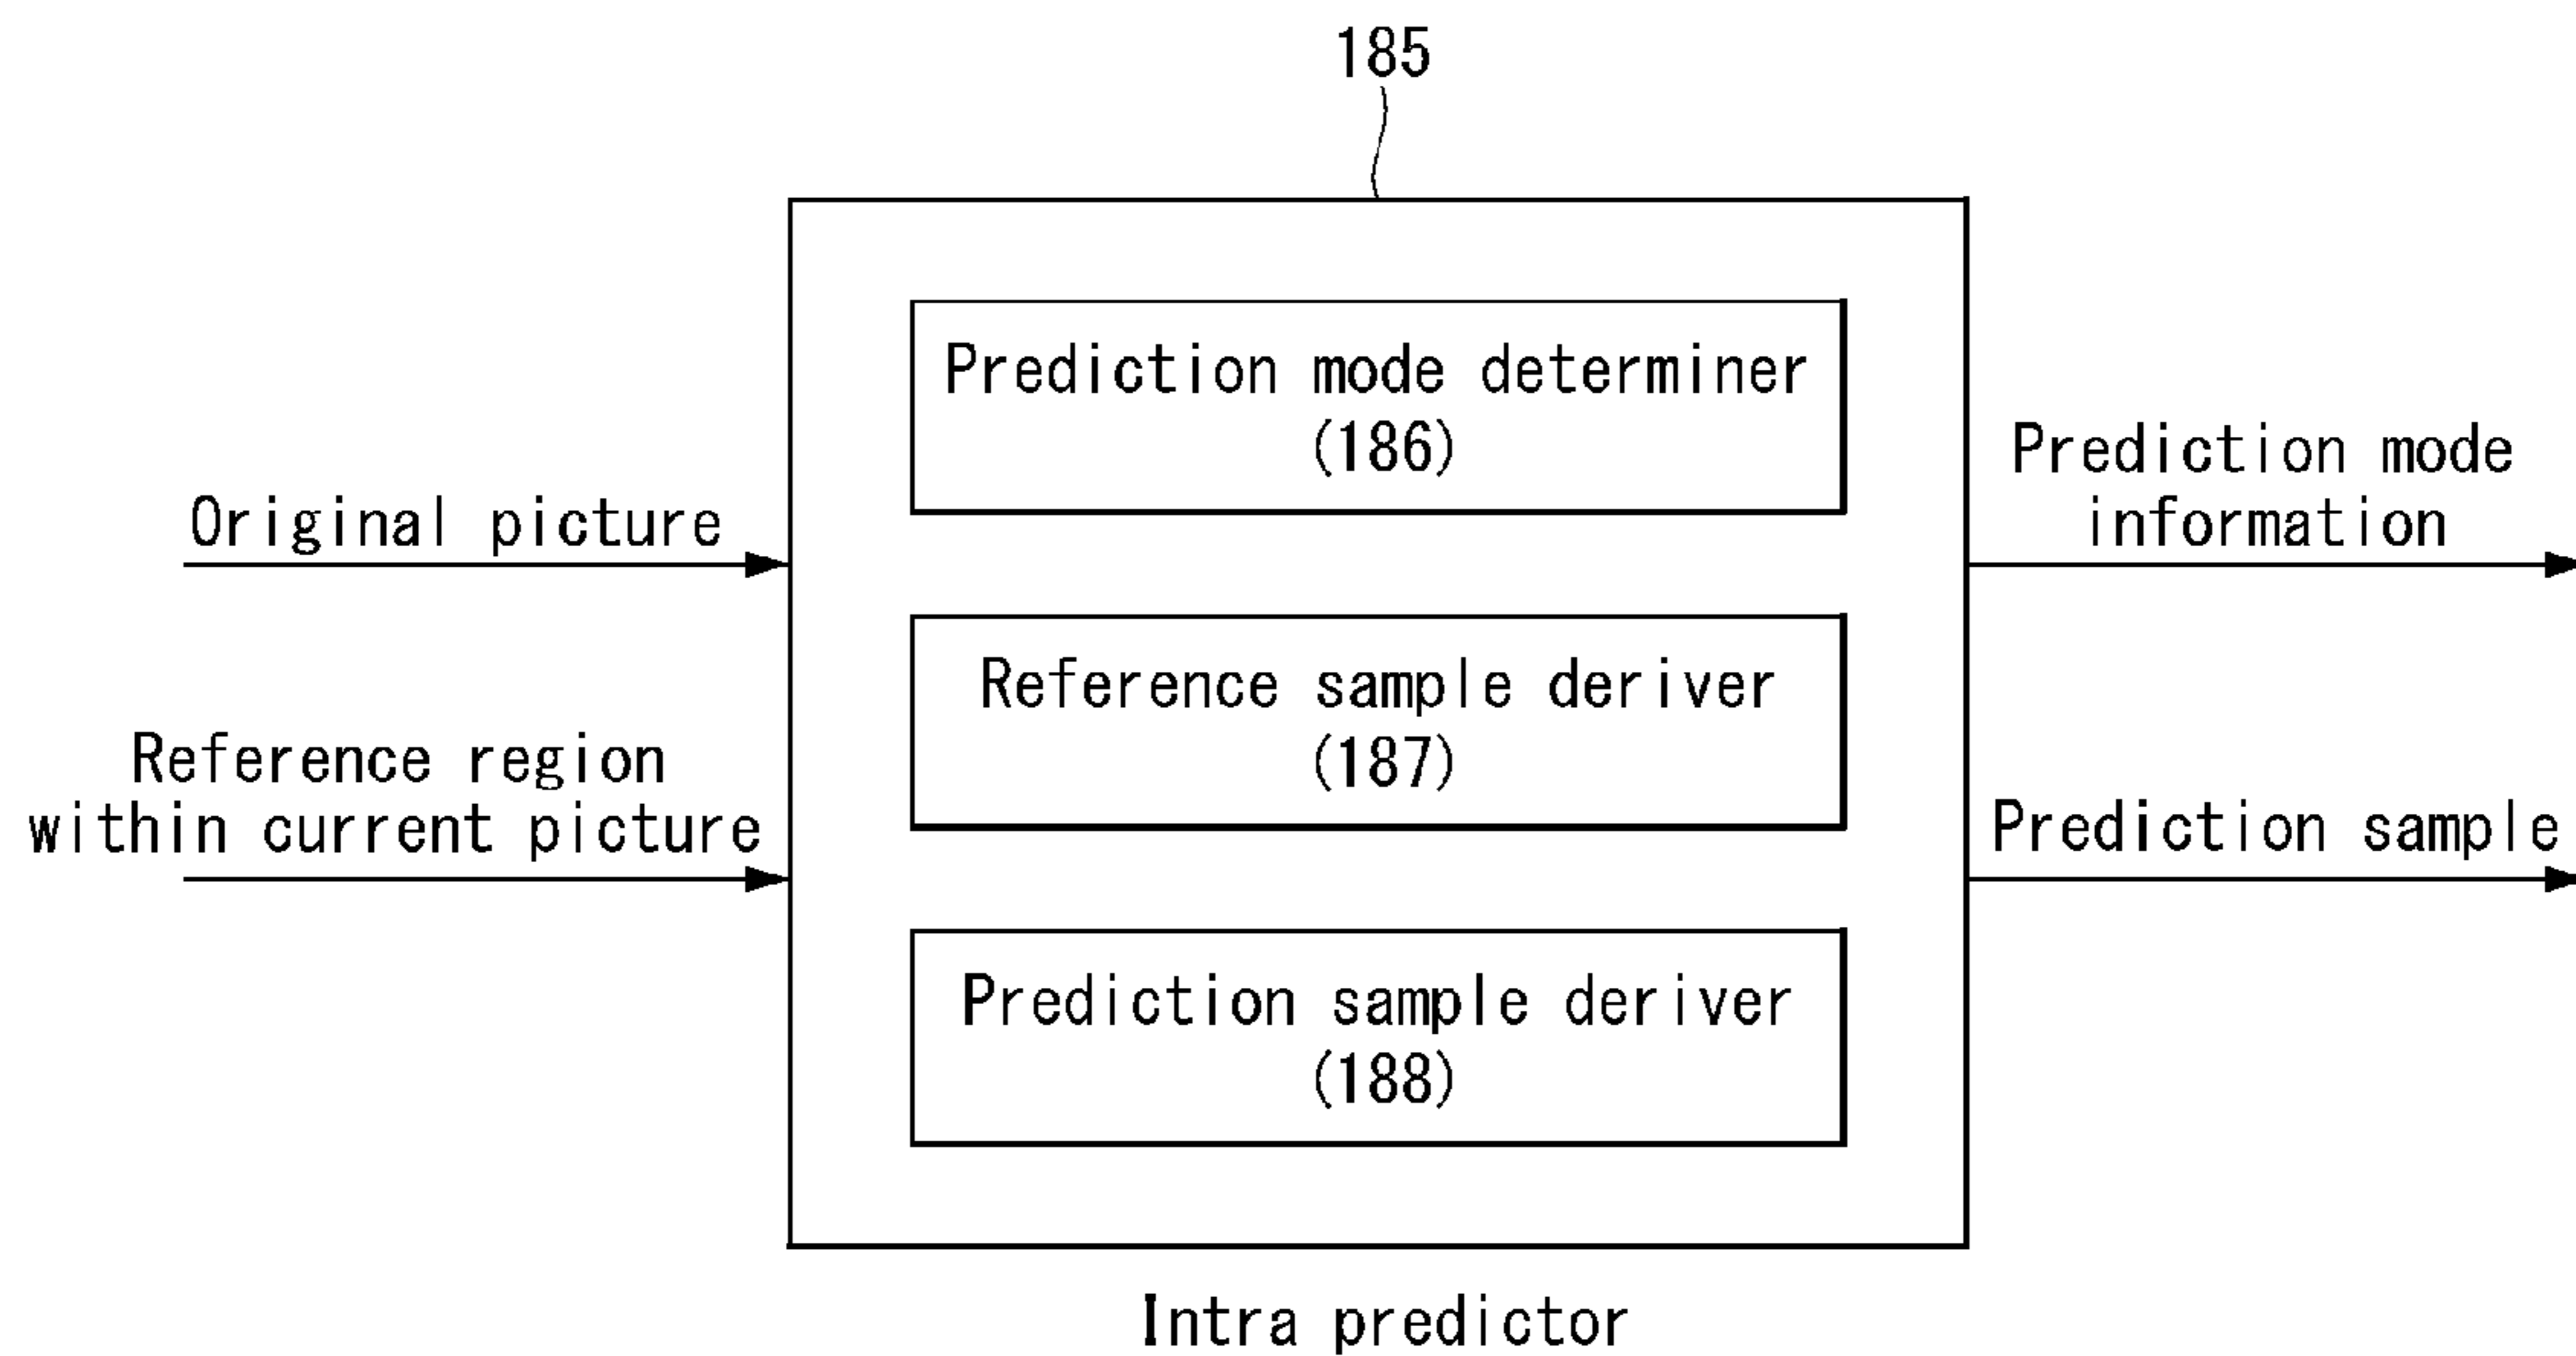 185
Prediction mode determiner
(186)
Original picture
Prediction mode
information
Reference sample deriver
(187)
Reference region
within current picture
Prediction sample
Prediction sample deriver
(188)
Intra predictor